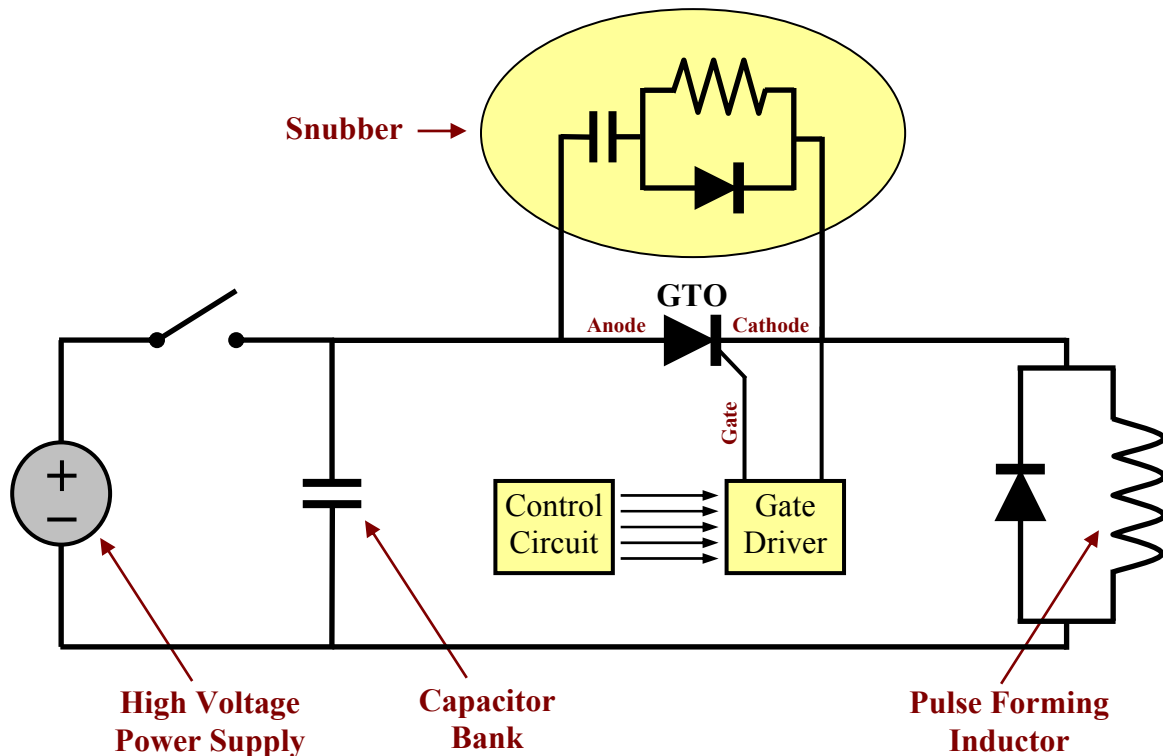 Snubber
GTO
Anode
Cathode
Gate
+
−
Control
Circuit
Gate
Driver
High Voltage
Power Supply
Capacitor
Bank
Pulse Forming
Inductor